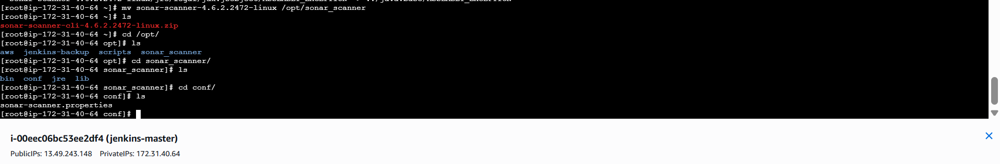 [root@ip-172-31-40-64 ~]# mv sonar-scanner-4.6.2.2472-linux /opt/sonar_scanner
[root@ip-172-31-40-64 ~]# ls
sonar-scanner-cli-4.6.2.2472-linux.zip
[root@ip-172-31-40-64 ~]# cd /opt/
[root@ip-172-31-40-64 opt]# ls
aws  jenkins-backup  scripts  sonar_scanner
[root@ip-172-31-40-64 opt]# cd sonar_scanner/
[root@ip-172-31-40-64 sonar_scanner]# ls
bin  conf  jre  lib
[root@ip-172-31-40-64 sonar_scanner]# cd conf/
[root@ip-172-31-40-64 conf]# ls
sonar-scanner.properties
[root@ip-172-31-40-64 conf]#
i-00eec06bc53ee2df4 (jenkins-master)
PublicIPs: 13.49.243.148 PrivateIPs: 172.31.40.64